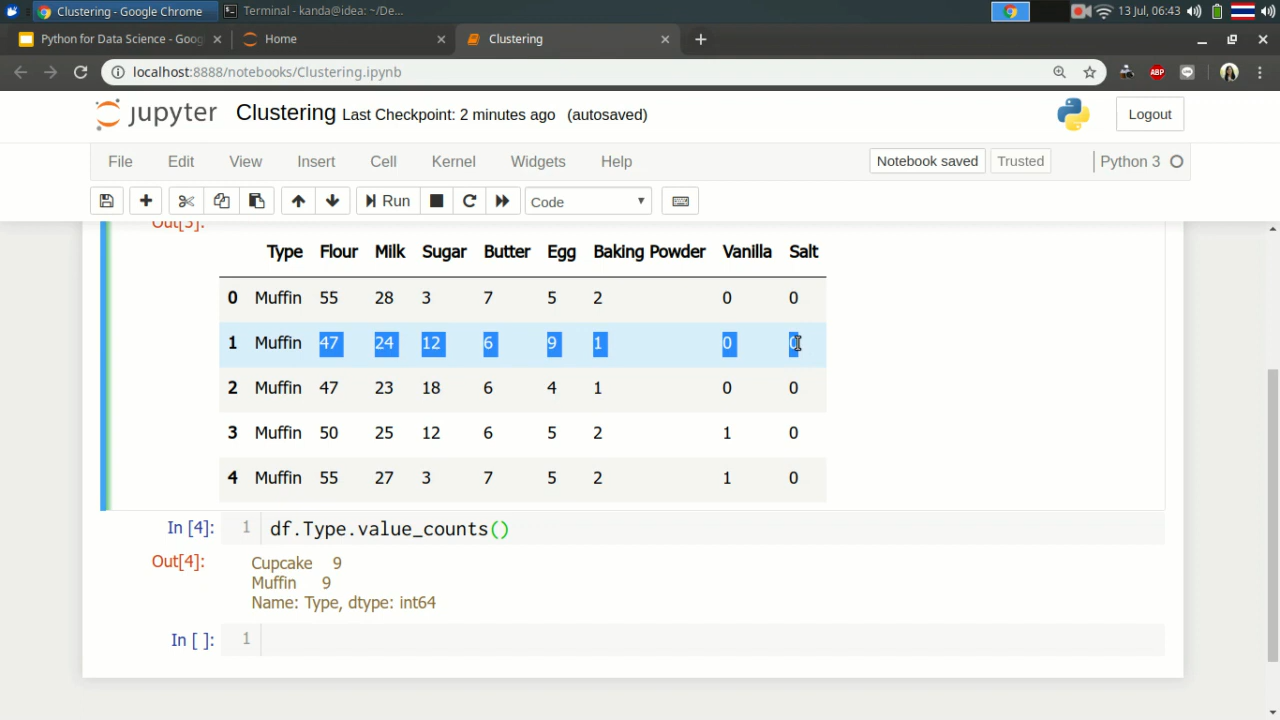 Clustering - Google Chrome
Terminal - kanda@idea: ~/De...
13 Jul, 06:43
Python for Data Science - Goog
Home
Clustering
localhost:8888/notebooks/Clustering.ipynb
ABP
jupyter Clustering Last Checkpoint: 2 minutes ago (autosaved)
Logout
File Edit View Insert Cell Kernel Widgets Help
Notebook saved Trusted Python 3
Run Code
Out[3]:
Type Flour Milk Sugar Butter Egg Baking Powder Vanilla Salt
0 Muffin 55 28 3 7 5 2 0 0
1 Muffin 47 24 12 6 9 1 0 0
2 Muffin 47 23 18 6 4 1 0 0
3 Muffin 50 25 12 6 5 2 1 0
4 Muffin 55 27 3 7 5 2 1 0
In [4]: 1 df.Type.value_counts()
Out[4]: Cupcake 9
Muffin 9
Name: Type, dtype: int64
In [ ]: 1